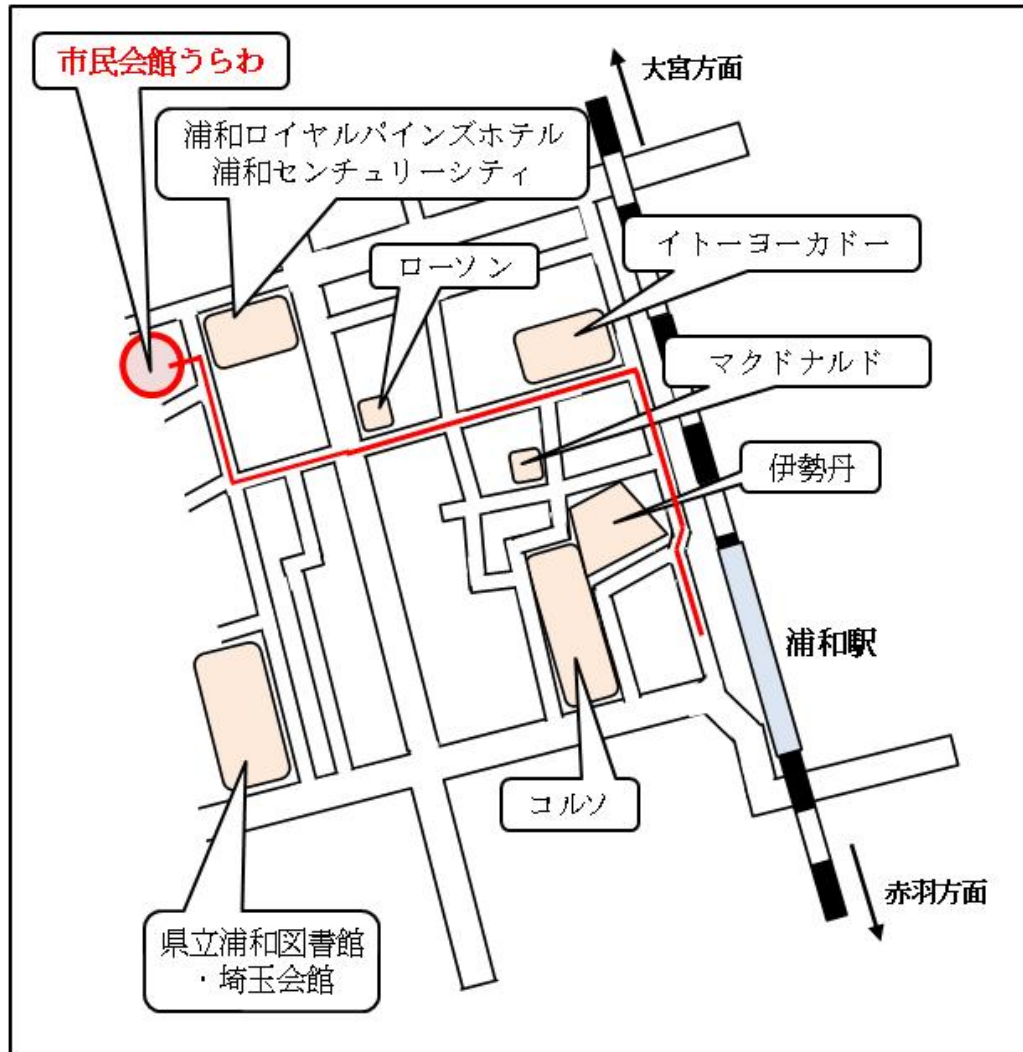 市民会館うらわ
大宮方面
浦和ロイヤルパインズホテル
浦和センチュリーシティ
イトーヨーカドー
ローソン
マクドナルド
伊勢丹
浦和駅
コルソ
赤羽方面
県立浦和図書館
・埼玉会館